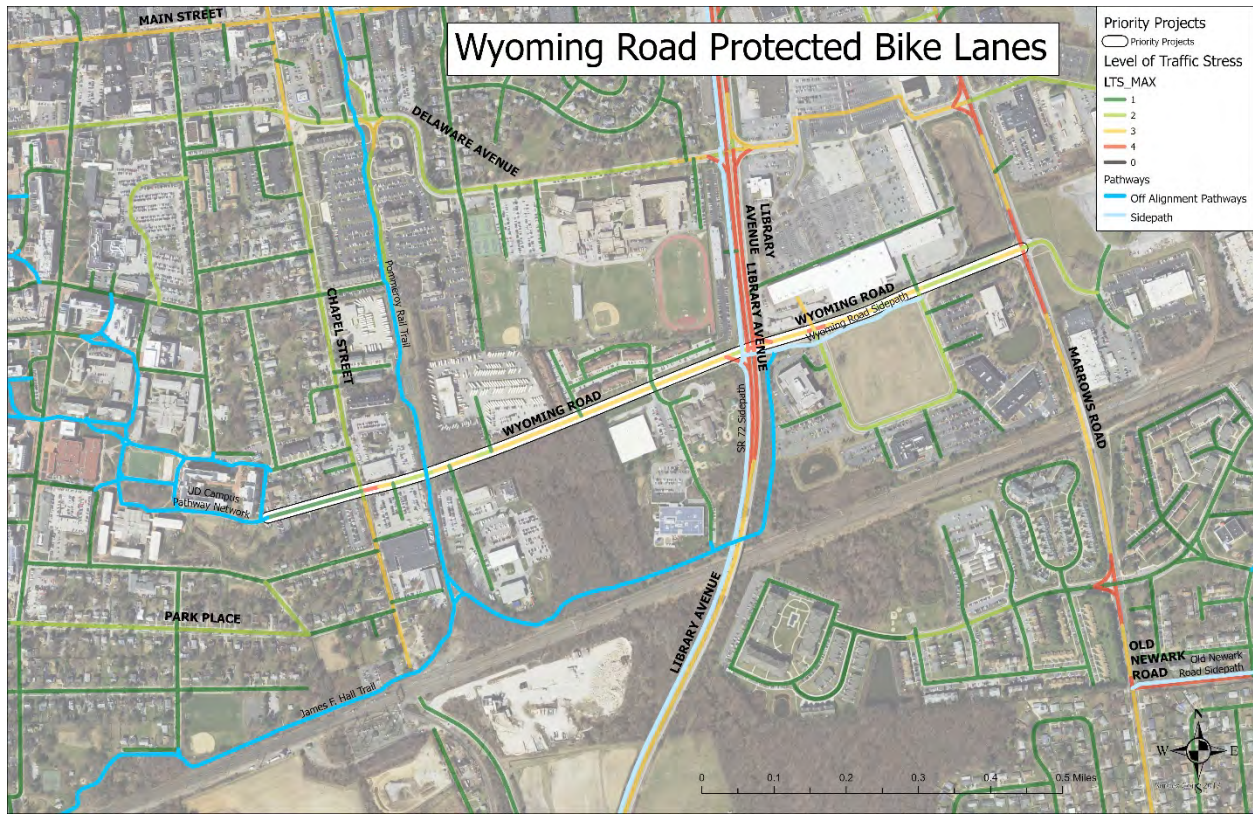 MAIN STREET
Wyoming Road Protected Bike Lanes
Priority Projects
Priority Projects
Level of Traffic Stress
LTS_MAX
1
2
3
4
0
Pathways
Off Alignment Pathways
Sidepath
DELAWARE AVENUE
LIBRARY
AVENUE
LIBRARY AVENUE
Pommeroy Rail Trail
CHAPEL STREET
WYOMING ROAD
Wyoming Road Sidepath
MARROWS ROAD
WYOMING ROAD
SR 72 Sidepath
UD Campus
Pathway Network
PARK PLACE
LIBRARY AVENUE
James F. Hall Trail
OLD
NEWARK
ROAD
Old Newark
Road Sidepath
N
W
E
S
0
0.1
0.2
0.3
0.4
0.5 Miles